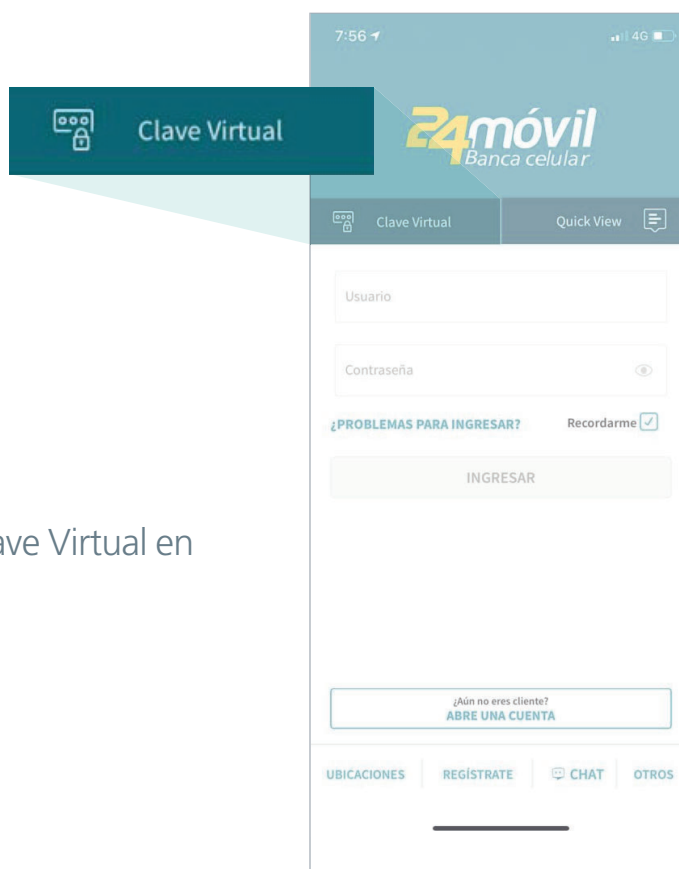 7:56
4G
Clave Virtual
24móvil
Banca celular
Clave Virtual
Quick View
Usuario
Contraseña
¿PROBLEMAS PARA INGRESAR?
Recordarme
INGRESAR
ave Virtual en
¿Aún no eres cliente?
ABRE UNA CUENTA
UBICACIONES
REGÍSTRATE
CHAT
OTROS